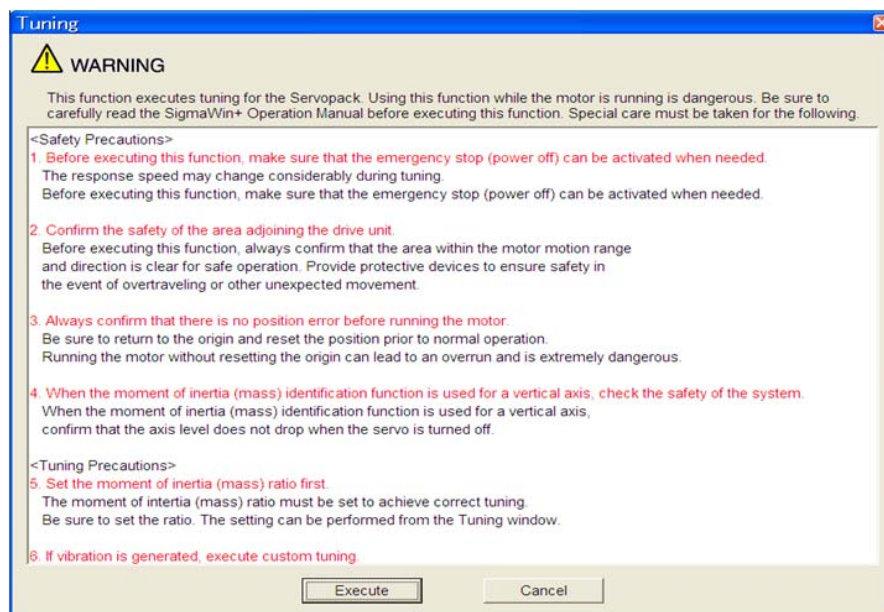 Tuning
WARNING
This function executes tuning for the Servopack. Using this function while the motor is running is dangerous. Be sure to
carefully read the SigmaWin+ Operation Manual before executing this function. Special care must be taken for the following.
<Safety Precautions>
1. Before executing this function, make sure that the emergency stop (power off) can be activated when needed.
The response speed may change considerably during tuning.
Before executing this function, make sure that the emergency stop (power off) can be activated when needed.
2. Confirm the safety of the area adjoining the drive unit.
Before executing this function, always confirm that the area within the motor motion range
and direction is clear for safe operation. Provide protective devices to ensure safety in
the event of overtraveling or other unexpected movement.
3. Always confirm that there is no position error before running the motor.
Be sure to return to the origin and reset the position prior to normal operation.
Running the motor without resetting the origin can lead to an overrun and is extremely dangerous.
4. When the moment of inertia (mass) identification function is used for a vertical axis, check the safety of the system.
When the moment of inertia (mass) identification function is used for a vertical axis,
confirm that the axis level does not drop when the servo is turned off.
<Tuning Precautions>
5. Set the moment of inertia (mass) ratio first.
The moment of intertia (mass) ratio must be set to achieve correct tuning.
Be sure to set the ratio. The setting can be performed from the Tuning window.
6. If vibration is generated, execute custom tuning.
Execute
Cancel